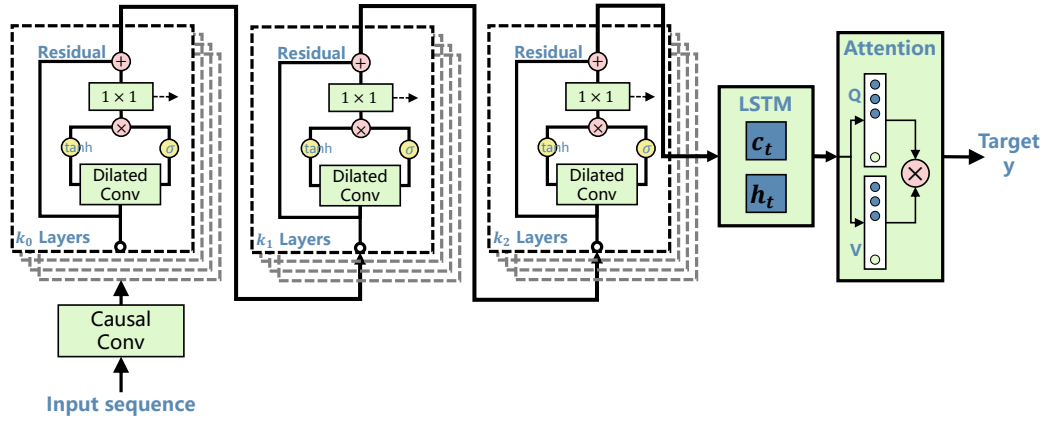 Residual
+
1 × 1
×
tanh
σ
Dilated
Conv
k₀ Layers
Causal
Conv
Input sequence
Residual
+
1 × 1
×
tanh
σ
Dilated
Conv
k₁ Layers
Residual
+
1 × 1
×
tanh
σ
Dilated
Conv
k₂ Layers
LSTM
cₜ
hₜ
Attention
Q
V
×
Target
y